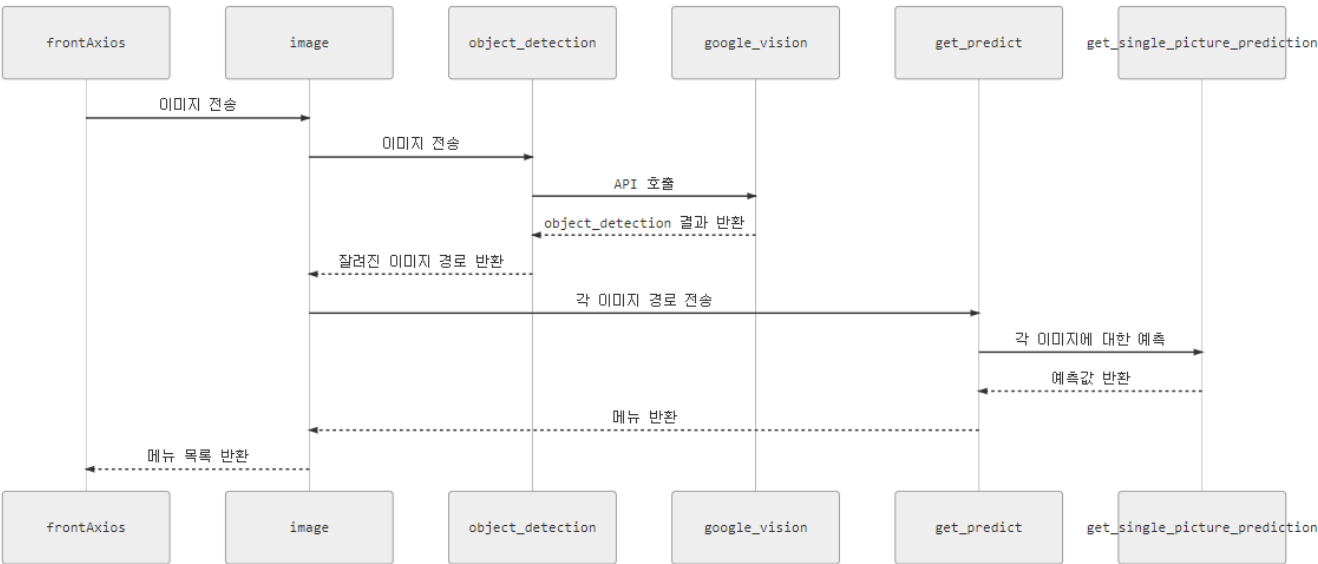 frontAxios image object_detection google_vision get_predict get_single_picture_prediction
이미지 전송
이미지 전송
API 호출
object_detection 결과 반환
잘려진 이미지 경로 반환
각 이미지 경로 전송
각 이미지에 대한 예측
예측값 반환
메뉴 반환
메뉴 목록 반환
frontAxios image object_detection google_vision get_predict get_single_picture_prediction